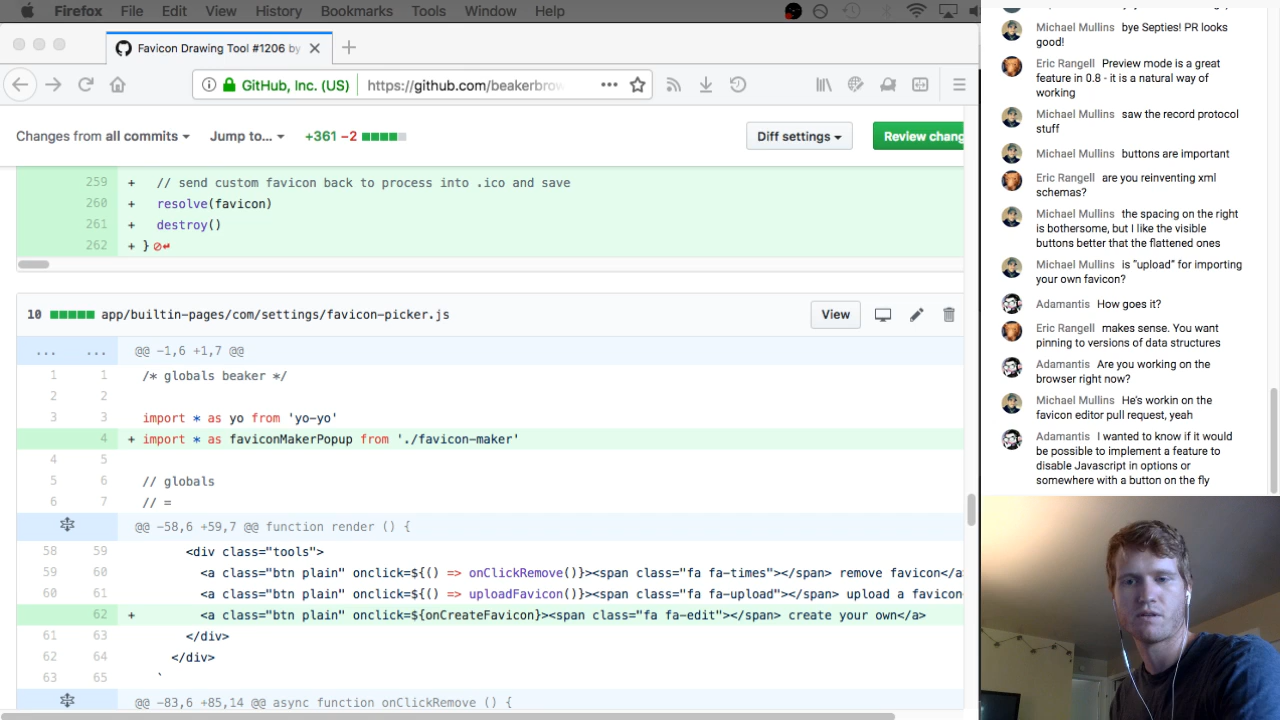 Firefox File Edit View History Bookmarks Tools Window Help
Favicon Drawing Tool #1206 by
GitHub, Inc. (US) https://github.com/beakerbrow
Changes from all commits Jump to... +361 −2 Diff settings Review chang
259 + // send custom favicon back to process into .ico and save
260 + resolve(favicon)
261 + destroy()
262 + }
10 app/builtin-pages/com/settings/favicon-picker.js View
... ... @@ -1,6 +1,7 @@
1 1 /* globals beaker */
2 2
3 3 import * as yo from 'yo-yo'
4 + import * as faviconMakerPopup from './favicon-maker'
4 5
5 6 // globals
6 7 // =
@@ -58,6 +59,7 @@ function render () {
58 59 <div class="tools">
59 60 <a class="btn plain" onclick=${() => onClickRemove()}><span class="fa fa-times"></span> remove favicon</a
60 61 <a class="btn plain" onclick=${() => uploadFavicon()}><span class="fa fa-upload"></span> upload a favicon
62 + <a class="btn plain" onclick=${onCreateFavicon}><span class="fa fa-edit"></span> create your own</a>
61 63 </div>
62 64 </div>
63 65 `
@@ -83,6 +85,14 @@ async function onClickRemove () {
Michael Mullins bye Septies! PR looks
good!
Eric Rangell Preview mode is a great
feature in 0.8 - it is a natural way of
working
Michael Mullins saw the record protocol
stuff
Michael Mullins buttons are important
Eric Rangell are you reinventing xml
schemas?
Michael Mullins the spacing on the right
is bothersome, but I like the visible
buttons better that the flattened ones
Michael Mullins is "upload" for importing
your own favicon?
Adamantis How goes it?
Eric Rangell makes sense. You want
pinning to versions of data structures
Adamantis Are you working on the
browser right now?
Michael Mullins He's workin on the
favicon editor pull request, yeah
Adamantis I wanted to know if it would
be possible to implement a feature to
disable Javascript in options or
somewhere with a button on the fly